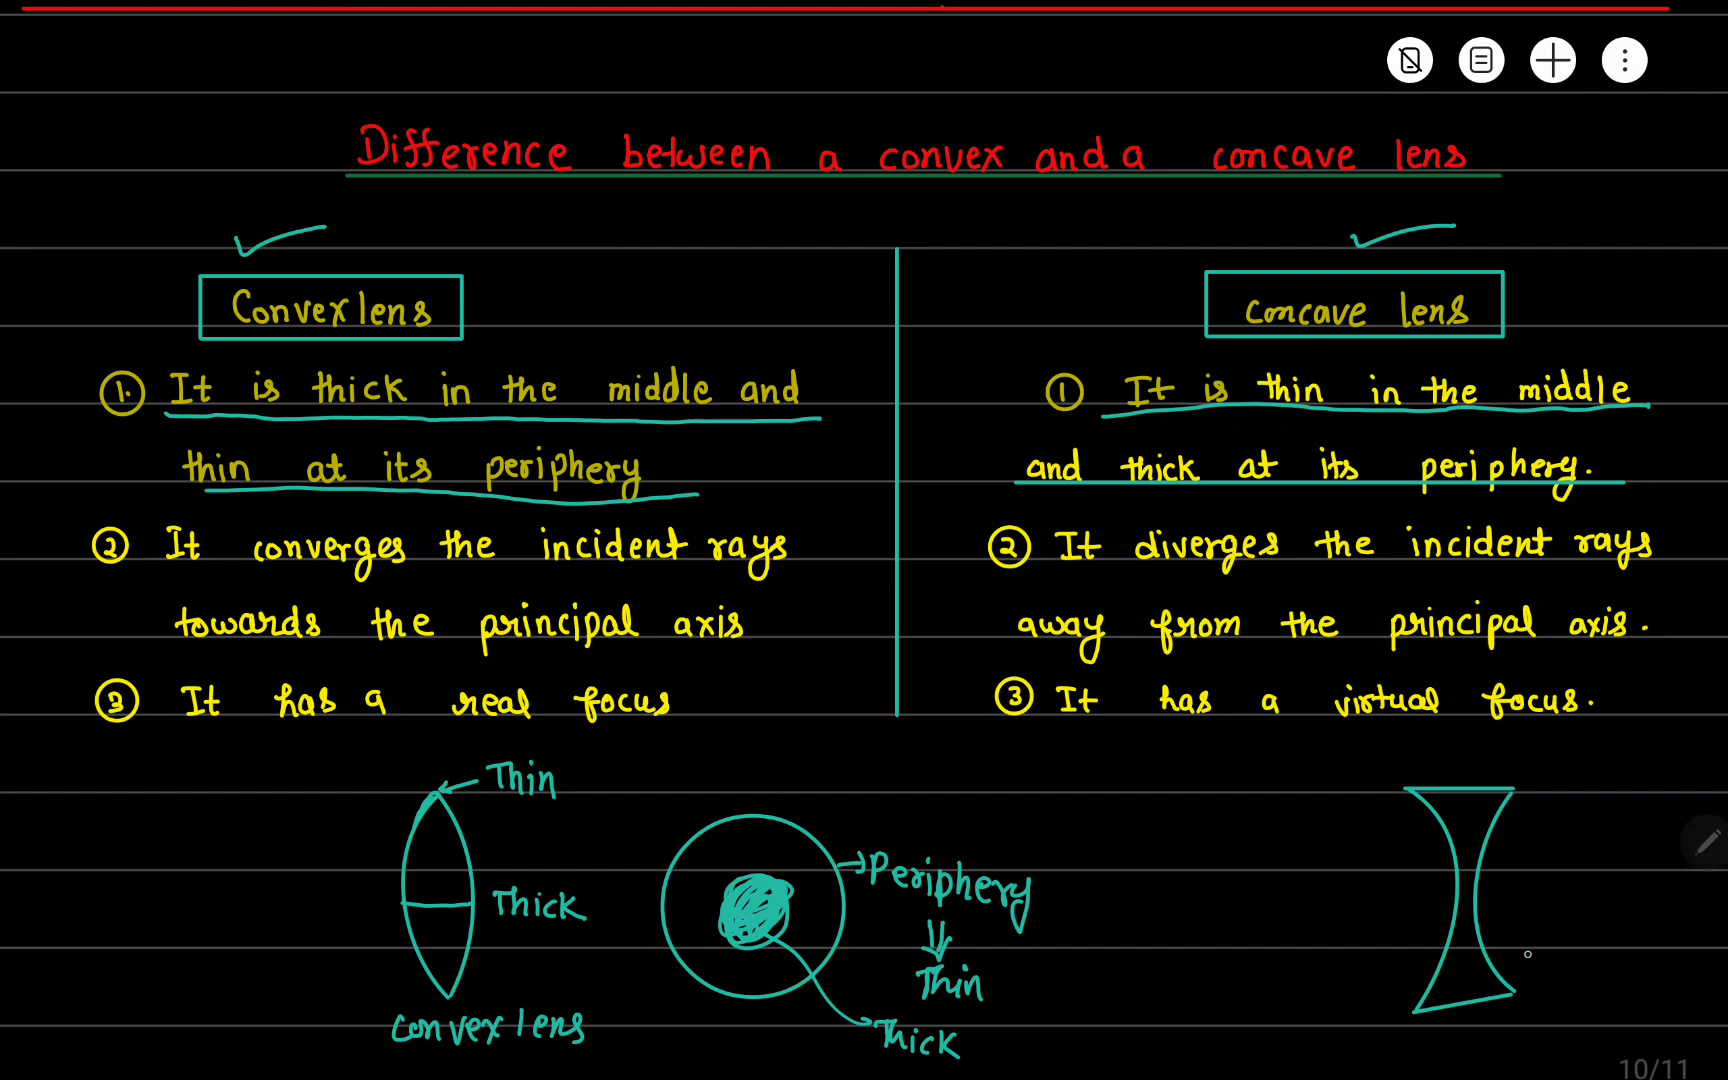 Difference between a convex and a concave lens
Convex lens
① It is thick in the middle and
thin at its periphery
② It converges the incident rays
towards the principal axis
③ It has a real focus
concave lens
① It is thin in the middle
and thick at its periphery.
② It diverges the incident rays
away from the principal axis.
③ It has a virtual focus.
Thin
Thick
Convex lens
Periphery
Thin
Thick
10/11